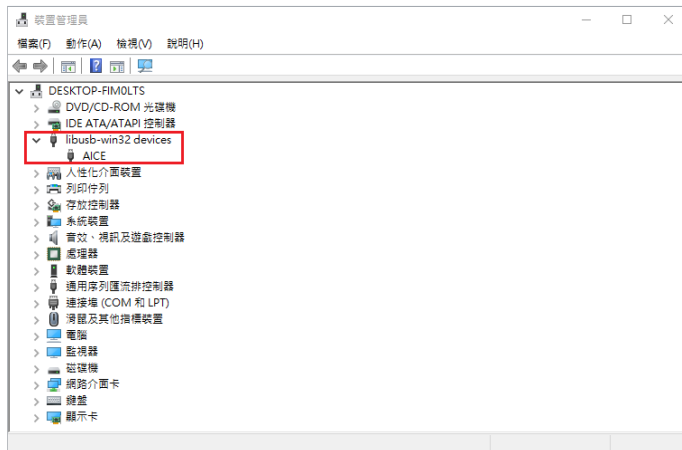 裝置管理員
檔案(F) 動作(A) 檢視(V) 說明(H)
DESKTOP-FIM0LTS
DVD/CD-ROM 光碟機
IDE ATA/ATAPI 控制器
libusb-win32 devices
AICE
人性化介面裝置
列印佇列
存放控制器
系統裝置
音效、視訊及遊戲控制器
處理器
軟體裝置
通用序列匯流排控制器
連接埠 (COM 和 LPT)
滑鼠及其他指標裝置
電腦
監視器
磁碟機
網路介面卡
鍵盤
顯示卡